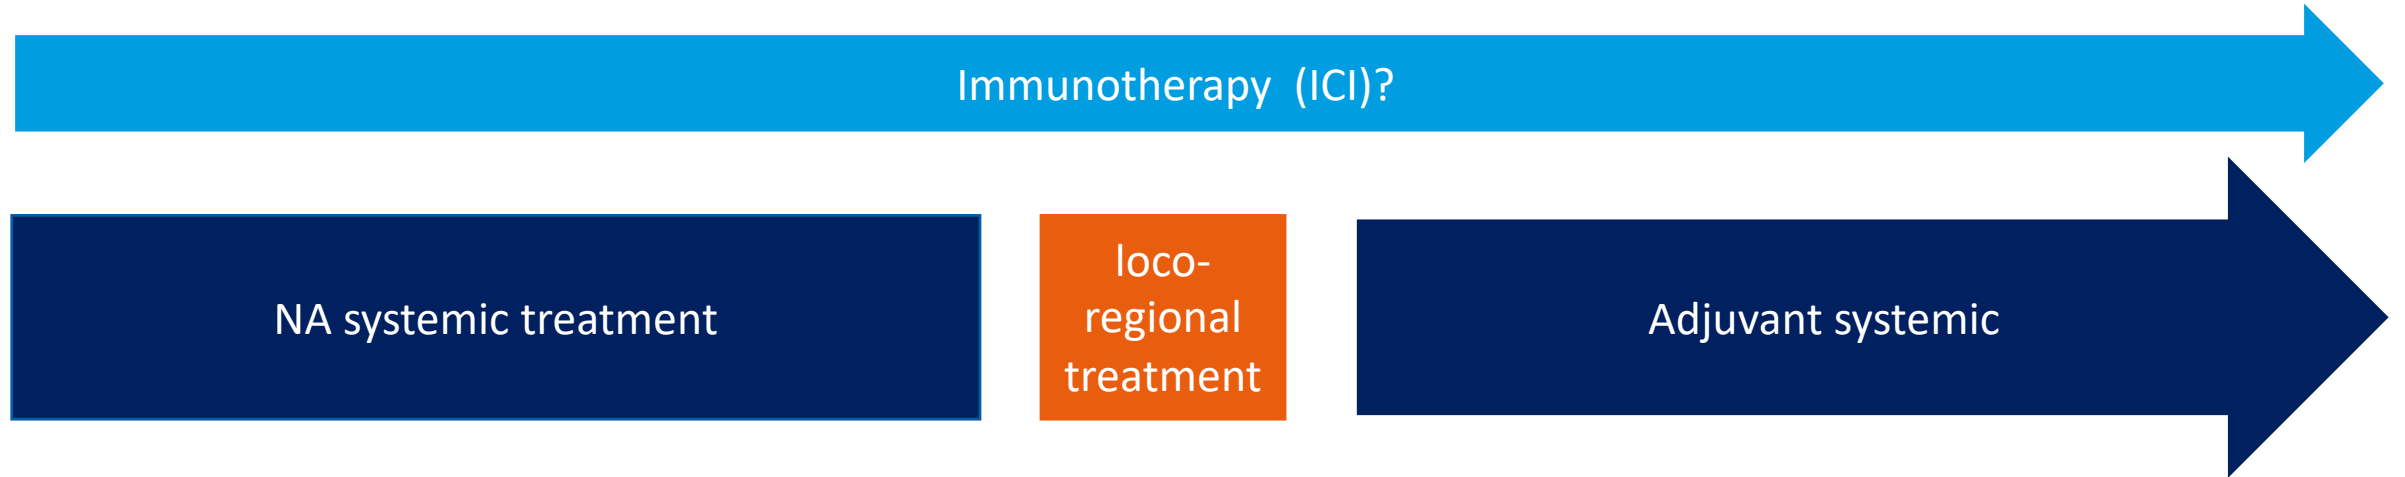 Immunotherapy (ICI)?
NA systemic treatment
loco-
regional
treatment
Adjuvant systemic